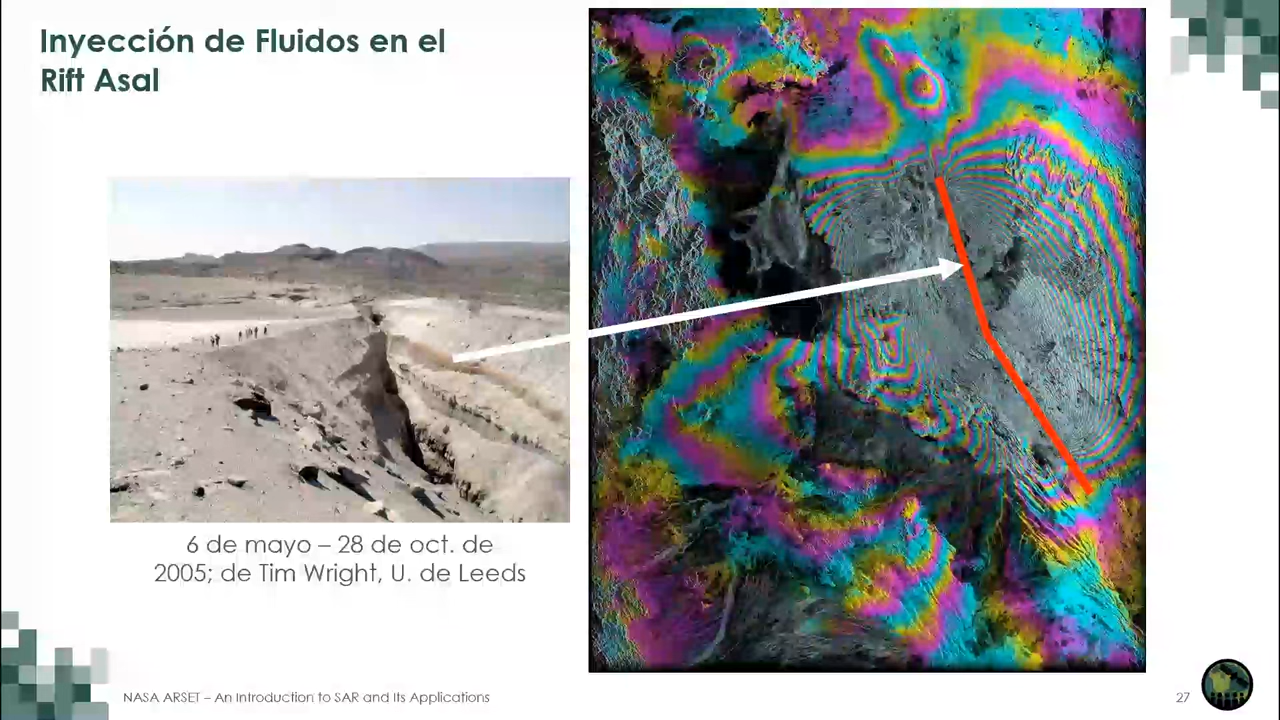 Inyección de Fluidos en el
Rift Asal
6 de mayo – 28 de oct. de
2005; de Tim Wright, U. de Leeds
NASA ARSET – An Introduction to SAR and Its Applications
27